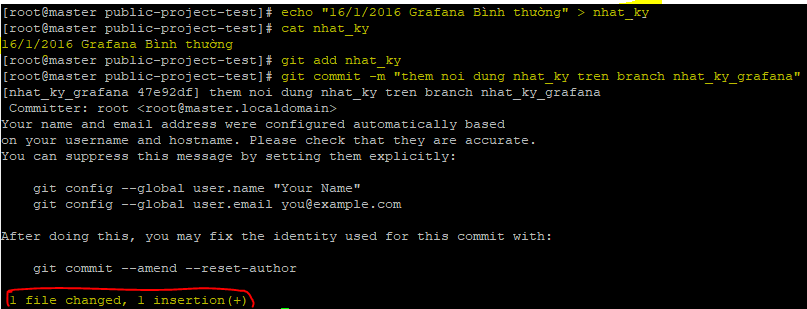 [root@master public-project-test]# echo "16/1/2016 Grafana Bình thường" > nhat_ky
[root@master public-project-test]# cat nhat_ky
16/1/2016 Grafana Bình thường
[root@master public-project-test]# git add nhat_ky
[root@master public-project-test]# git commit -m "them noi dung nhat_ky tren branch nhat_ky_grafana"
[nhat_ky_grafana 47e92df] them noi dung nhat_ky tren branch nhat_ky_grafana
Committer: root <root@master.localdomain>
Your name and email address were configured automatically based
on your username and hostname. Please check that they are accurate.
You can suppress this message by setting them explicitly:
git config --global user.name "Your Name"
git config --global user.email you@example.com
After doing this, you may fix the identity used for this commit with:
git commit --amend --reset-author
1 file changed, 1 insertion(+)